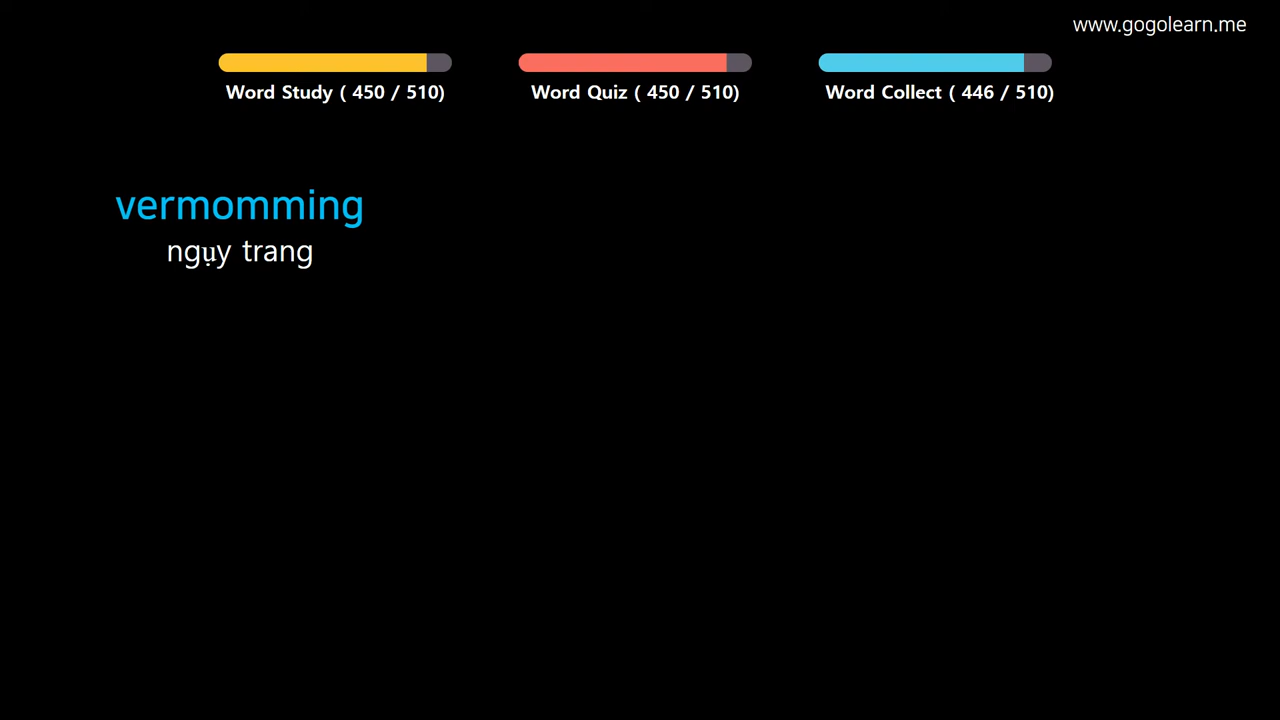 www.gogolearn.me
Word Study ( 450 / 510)
Word Quiz ( 450 / 510)
Word Collect ( 446 / 510)
vermomming
ngụy trang